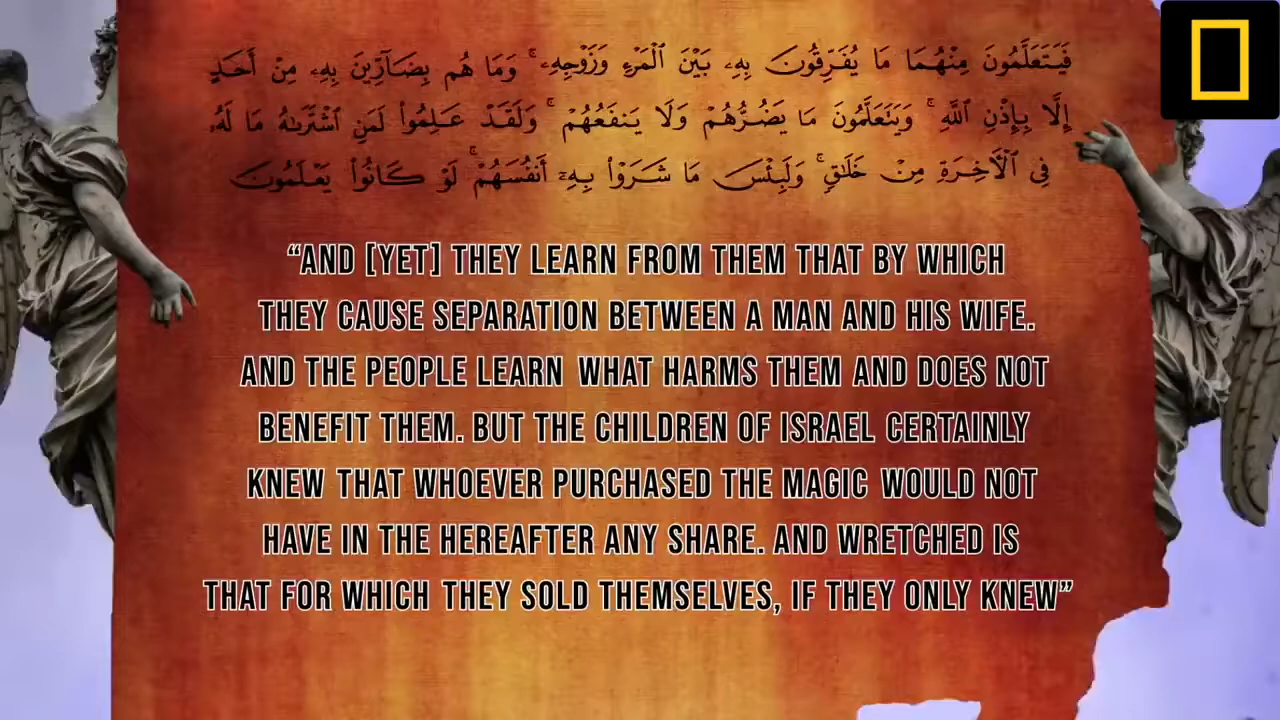 فَيَتَعَلَّمُونَ مِنْهُمَا مَا يُفَرِّقُونَ بِهِۦ بَيْنَ ٱلْمَرْءِ وَزَوْجِهِۦ ۚ وَمَا هُم بِضَآرِّينَ بِهِۦ مِنْ أَحَدٍ
إِلَّا بِإِذْنِ ٱللَّهِ ۚ وَيَتَعَلَّمُونَ مَا يَضُرُّهُمْ وَلَا يَنفَعُهُمْ ۚ وَلَقَدْ عَلِمُوا۟ لَمَنِ ٱشْتَرَىٰهُ مَا لَهُۥ
فِى ٱلْـَٔاخِرَةِ مِنْ خَلَـٰقٍ ۚ وَلَبِئْسَ مَا شَرَوْا۟ بِهِۦٓ أَنفُسَهُمْ ۚ لَوْ كَانُوا۟ يَعْلَمُونَ
“AND [YET] THEY LEARN FROM THEM THAT BY WHICH
THEY CAUSE SEPARATION BETWEEN A MAN AND HIS WIFE.
AND THE PEOPLE LEARN WHAT HARMS THEM AND DOES NOT
BENEFIT THEM. BUT THE CHILDREN OF ISRAEL CERTAINLY
KNEW THAT WHOEVER PURCHASED THE MAGIC WOULD NOT
HAVE IN THE HEREAFTER ANY SHARE. AND WRETCHED IS
THAT FOR WHICH THEY SOLD THEMSELVES, IF THEY ONLY KNEW”